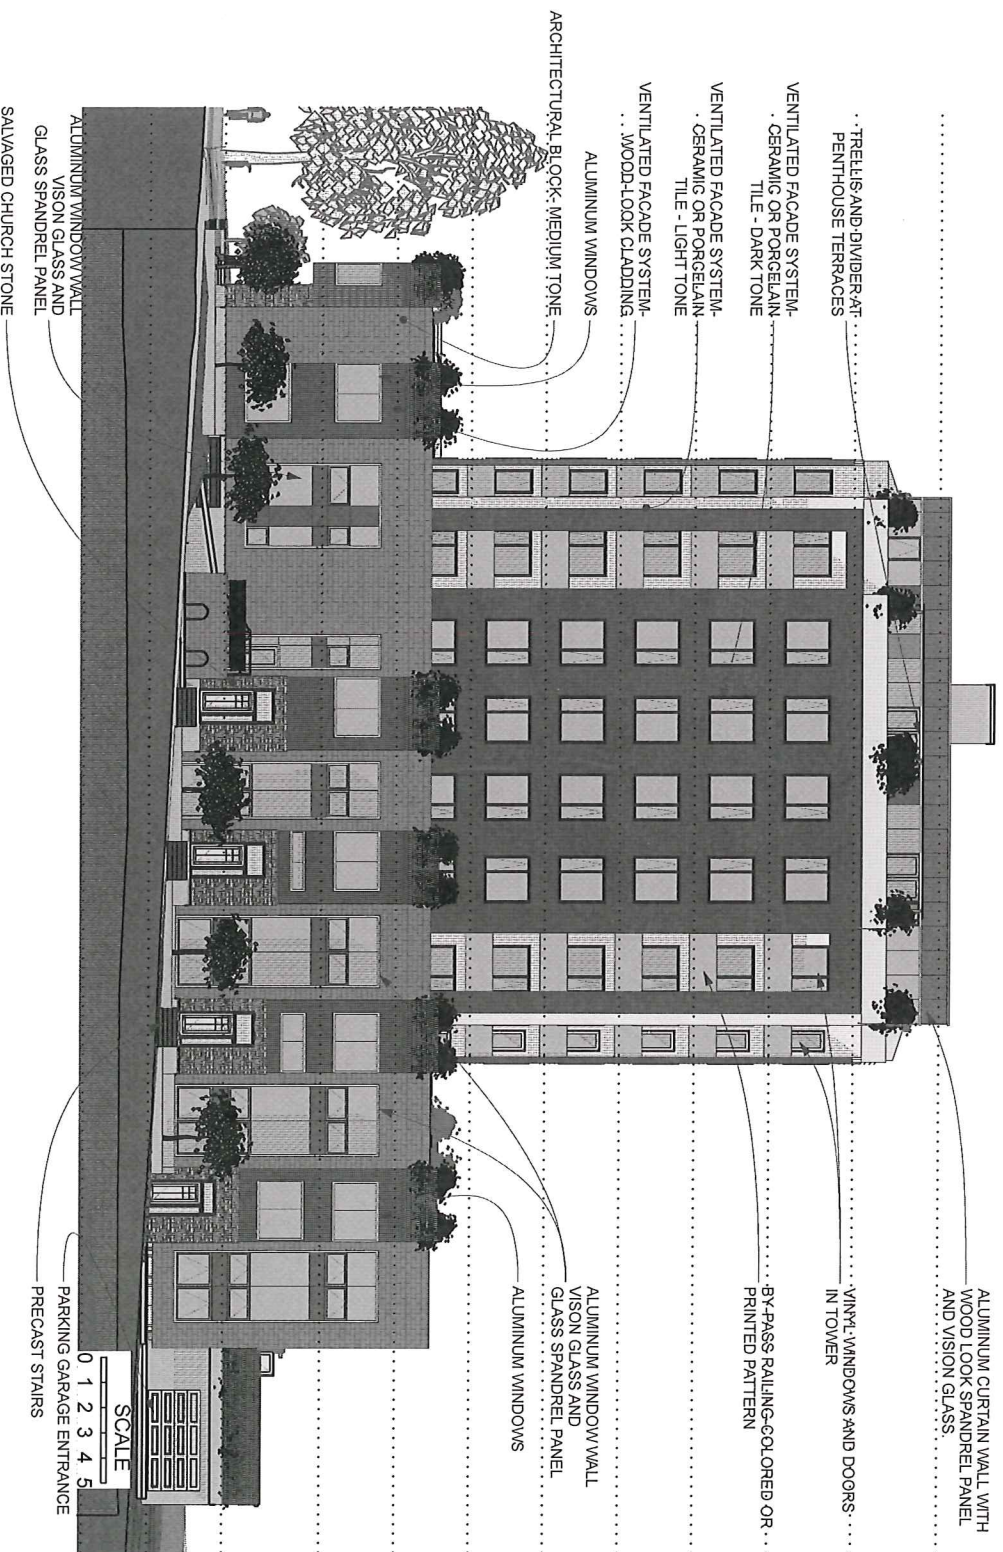 TRELLIS AND DIVIDER AT
PENTHOUSE TERRACES
VENTILATED FACADE SYSTEM-
CERAMIC OR PORCELAIN
TILE - DARK TONE
VENTILATED FACADE SYSTEM-
CERAMIC OR PORCELAIN
TILE - LIGHT TONE
VENTILATED FACADE SYSTEM-
WOOD-LOOK CLADDING
ALUMINUM WINDOWS
ARCHITECTURAL BLOCK- MEDIUM TONE
ALUMINUM WINDOW WALL
VISON GLASS AND
GLASS SPANDREL PANEL
SALVAGED CHURCH STONE
ALUMINUM CURTAIN WALL WITH
WOOD LOOK SPANDREL PANEL
AND VISION GLASS,
VINYL WINDOWS AND DOORS
IN TOWER
BY-PASS RAILING-COLORED OR
PRINTED PATTERN
ALUMINUM WINDOW WALL
VISON GLASS AND
GLASS SPANDREL PANEL
ALUMINUM WINDOWS
PARKING GARAGE ENTRANCE
PRECAST STAIRS
SCALE
0 1 2 3 4 5